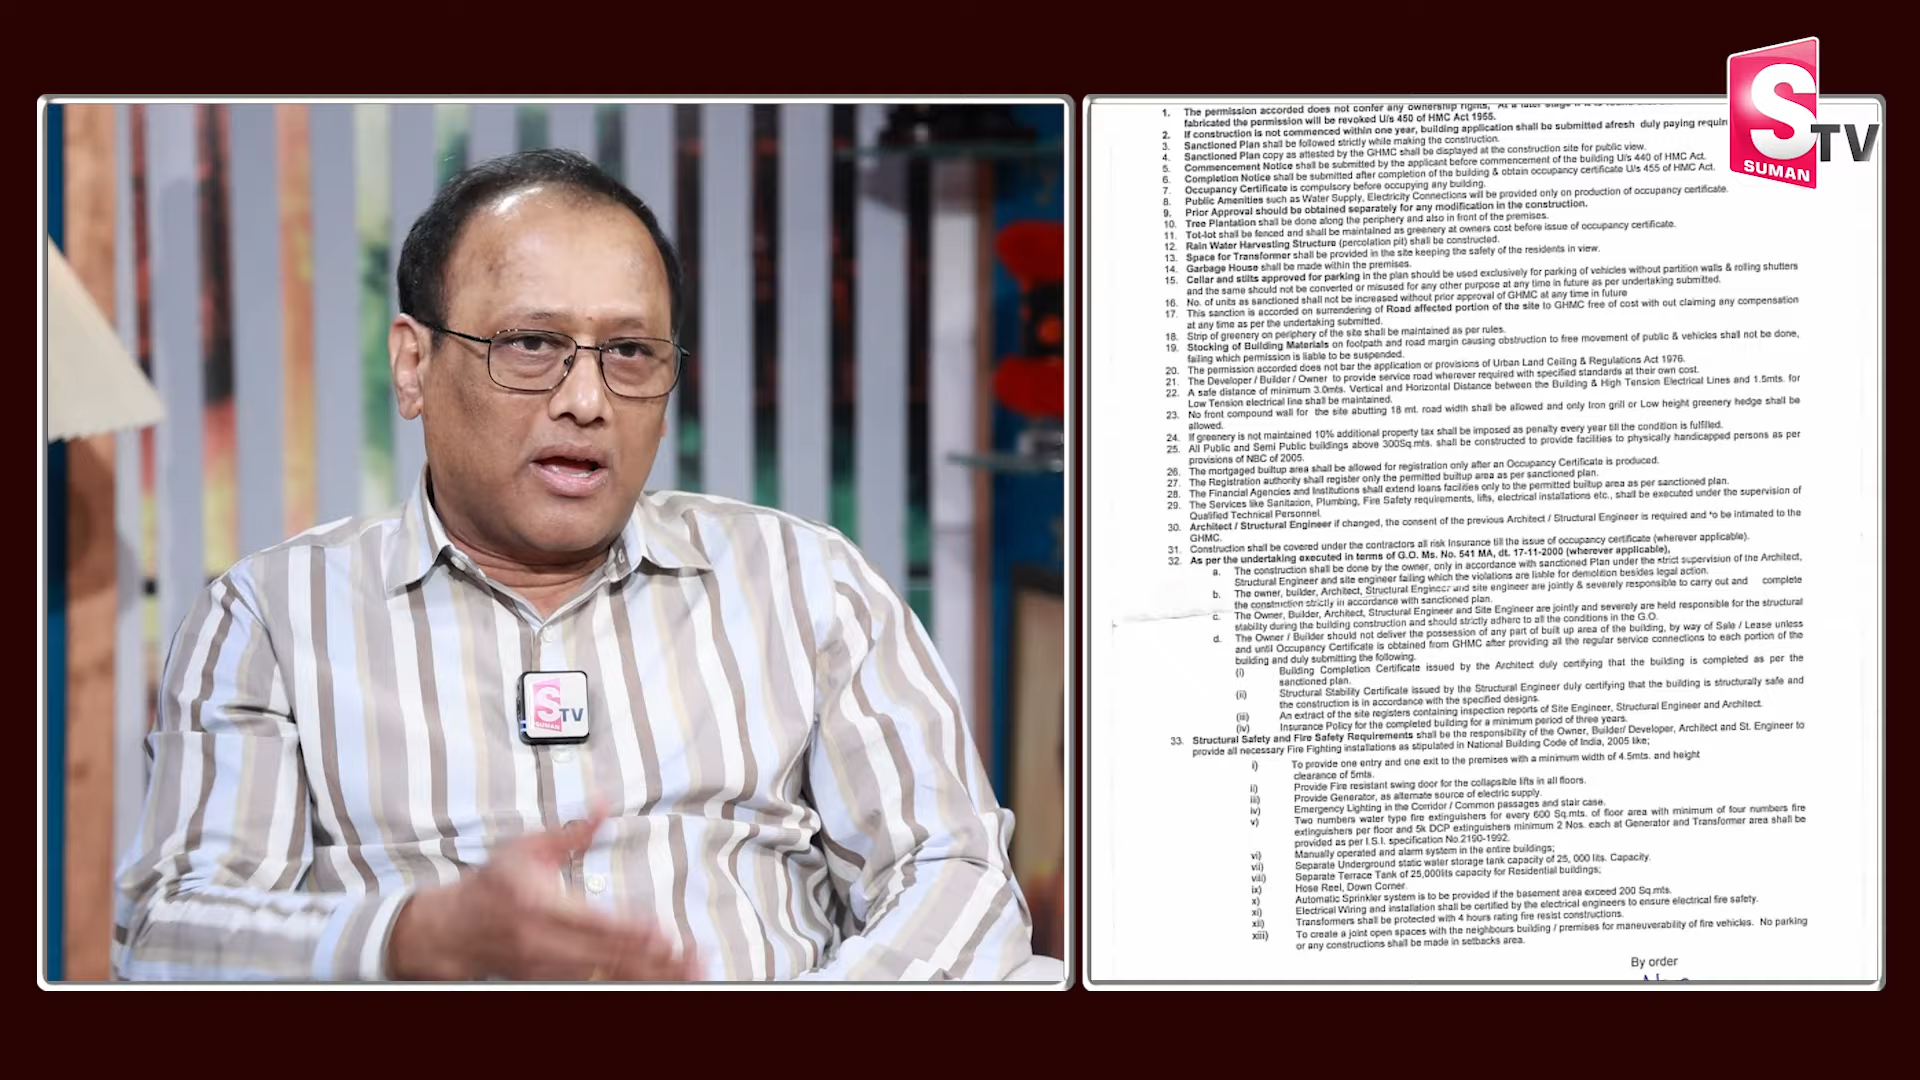 S
TV
SUMAN
S
TV
SUMAN
1. The permission accorded does not confer any ownership rights, At a later stage if it is found that
fabricated the permission will be revoked U/s 450 of HMC Act 1955.
2. If construction is not commenced within one year, building application shall be submitted afresh duly paying requir
3. Sanctioned Plan shall be followed strictly while making the construction.
4. Sanctioned Plan copy as attested by the GHMC shall be displayed at the construction site for public view.
5. Commencement Notice shall be submitted by the applicant before commencement of the building U/s 440 of HMC Act.
6. Completion Notice shall be submitted after completion of the building & obtain occupancy certificate U/s 455 of HMC Act.
7. Occupancy Certificate is compulsory before occupying any building.
8. Public Amenities such as Water Supply, Electricity Connections will be provided only on production of occupancy certificate.
9. Prior Approval should be obtained separately for any modification in the construction.
10. Tree Plantation shall be done along the periphery and also in front of the premises.
11. Tot-lot shall be fenced and shall be maintained as greenery at owners cost before issue of occupancy certificate.
12. Rain Water Harvesting Structure (percolation pit) shall be constructed.
13. Space for Transformer shall be provided in the site keeping the safety of the residents in view.
14. Garbage House shall be made within the premises.
15. Cellar and stilts approved for parking in the plan should be used exclusively for parking of vehicles without partition walls & rolling shutters
and the same should not be converted or misused for any other purpose at any time in future as per undertaking submitted.
16. No. of units as sanctioned shall not be increased without prior approval of GHMC at any time in future
17. This sanction is accorded on surrendering of Road affected portion of the site to GHMC free of cost with out claiming any compensation
at any time as per the undertaking submitted.
18. Strip of greenery on periphery of the site shall be maintained as per rules.
19. Stocking of Building Materials on footpath and road margin causing obstruction to free movement of public & vehicles shall not be done,
failing which permission is liable to be suspended.
20. The permission accorded does not bar the application or provisions of Urban Land Ceiling & Regulations Act 1976.
21. The Developer / Builder / Owner to provide service road wherever required with specified standards at their own cost.
22. A safe distance of minimum 3.0mts. Vertical and Horizontal Distance between the Building & High Tension Electrical Lines and 1.5mts. for
Low Tension electrical line shall be maintained.
23. No front compound wall for the site abutting 18 mt. road width shall be allowed and only Iron grill or Low height greenery hedge shall be
allowed.
24. If greenery is not maintained 10% additional property tax shall be imposed as penalty every year till the condition is fulfilled.
25. All Public and Semi Public buildings above 300Sq.mts. shall be constructed to provide facilities to physically handicapped persons as per
provisions of NBC of 2005.
26. The mortgaged builtup area shall be allowed for registration only after an Occupancy Certificate is produced.
27. The Registration authority shall register only the permitted builtup area as per sanctioned plan.
28. The Financial Agencies and Institutions shall extend loans facilities only to the permitted builtup area as per sanctioned plan.
29. The Services like Sanitation, Plumbing, Fire Safety requirements, lifts, electrical installations etc., shall be executed under the supervision of
Qualified Technical Personnel.
30. Architect / Structural Engineer if changed, the consent of the previous Architect / Structural Engineer is required and to be intimated to the
GHMC.
31. Construction shall be covered under the contractors all risk Insurance till the issue of occupancy certificate (wherever applicable).
32. As per the undertaking executed in terms of G.O. Ms. No. 541 MA, dt. 17-11-2000 (wherever applicable),
a. The construction shall be done by the owner, only in accordance with sanctioned Plan under the strict supervision of the Architect,
Structural Engineer and site engineer failing which the violations are liable for demolition besides legal action.
b. The owner, builder, Architect, Structural Engineer and site engineer are jointly & severely responsible to carry out and complete
the construction strictly in accordance with sanctioned plan.
c. The Owner, Builder, Architect, Structural Engineer and Site Engineer are jointly and severely are held responsible for the structural
stability during the building construction and should strictly adhere to all the conditions in the G.O.
d. The Owner / Builder should not deliver the possession of any part of built up area of the building, by way of Sale / Lease unless
and until Occupancy Certificate is obtained from GHMC after providing all the regular service connections to each portion of the
building and duly submitting the following.
(i) Building Completion Certificate issued by the Architect duly certifying that the building is completed as per the
sanctioned plan.
(ii) Structural Stability Certificate issued by the Structural Engineer duly certifying that the building is structurally safe and
the construction is in accordance with the specified designs.
(iii) An extract of the site registers containing inspection reports of Site Engineer, Structural Engineer and Architect.
(iv) Insurance Policy for the completed building for a minimum period of three years.
33. Structural Safety and Fire Safety Requirements shall be the responsibility of the Owner, Builder/ Developer, Architect and St. Engineer to
provide all necessary Fire Fighting installations as stipulated in National Building Code of India, 2005 like;
i) To provide one entry and one exit to the premises with a minimum width of 4.5mts. and height
clearance of 5mts.
ii) Provide Fire resistant swing door for the collapsible lifts in all floors.
iii) Provide Generator, as alternate source of electric supply.
iv) Emergency Lighting in the Corridor / Common passages and stair case.
v) Two numbers water type fire extinguishers for every 600 Sq.mts. of floor area with minimum of four numbers fire
extinguishers per floor and 5k DCP extinguishers minimum 2 Nos. each at Generator and Transformer area shall be
provided as per I.S.I. specification No.2190-1992.
vi) Manually operated and alarm system in the entire buildings;
vii) Separate Underground static water storage tank capacity of 25, 000 lits. Capacity.
viii) Separate Terrace Tank of 25,000lits capacity for Residential buildings;
ix) Hose Reel, Down Corner.
x) Automatic Sprinkler system is to be provided if the basement area exceed 200 Sq.mts.
xi) Electrical Wiring and installation shall be certified by the electrical engineers to ensure electrical fire safety.
xii) Transformers shall be protected with 4 hours rating fire resist constructions.
xiii) To create a joint open spaces with the neighbours building / premises for maneuverability of fire vehicles. No parking
or any constructions shall be made in setbacks area.
By order